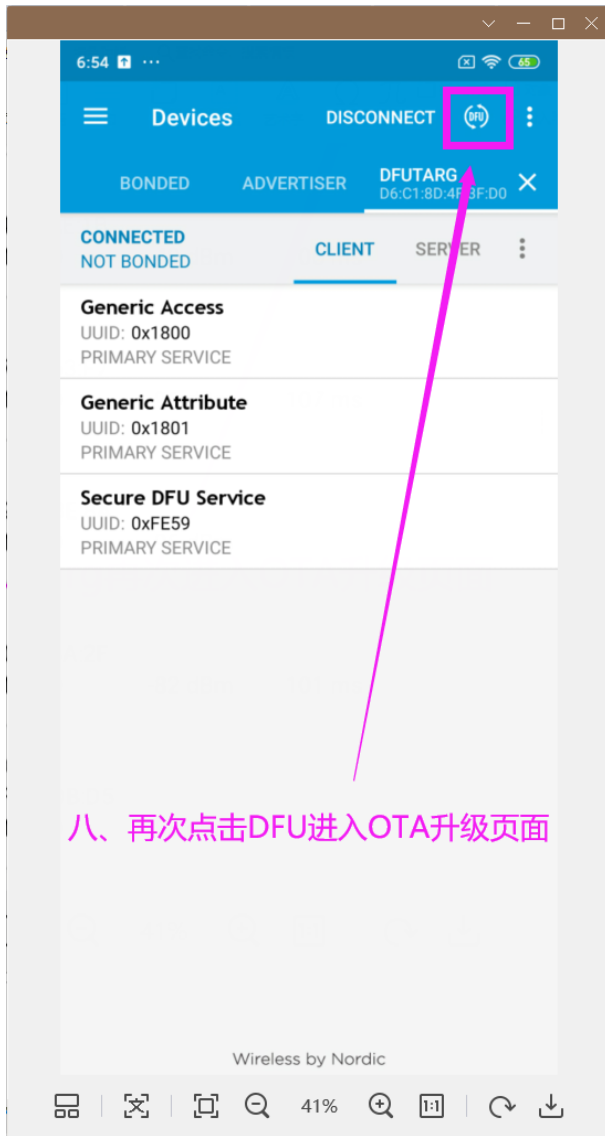 6:54 ···
65
Devices
DISCONNECT
DFU
BONDED
ADVERTISER
DFUTARG
CONNECTED
NOT BONDED
CLIENT
SERVER
Generic Access
UUID: 0x1800
PRIMARY SERVICE
Generic Attribute
UUID: 0x1801
PRIMARY SERVICE
Secure DFU Service
UUID: 0xFE59
PRIMARY SERVICE
八、再次点击DFU进入OTA升级页面
Wireless by Nordic
41%
1:1